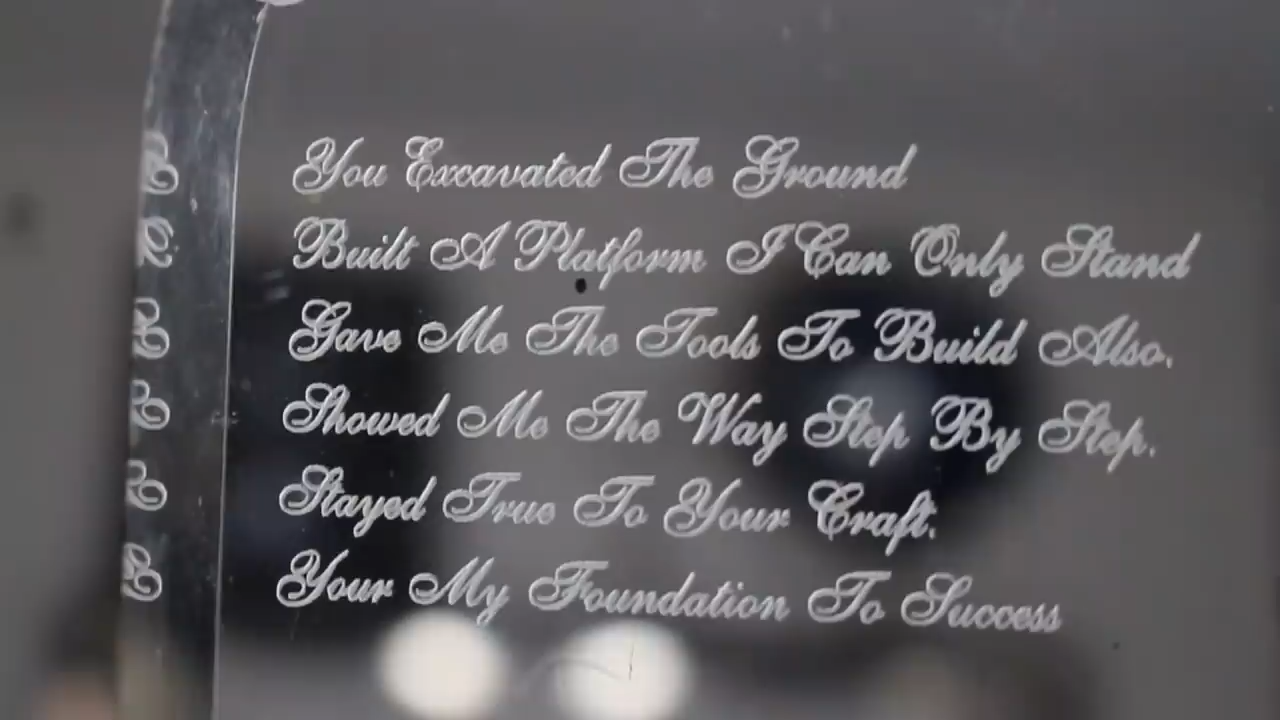 You Excavated The Ground
Built A Platform I Can Only Stand
Gave Me The Tools To Build Also.
Showed Me The Way Step By Step.
Stayed True To Your Craft.
Your My Foundation To Success